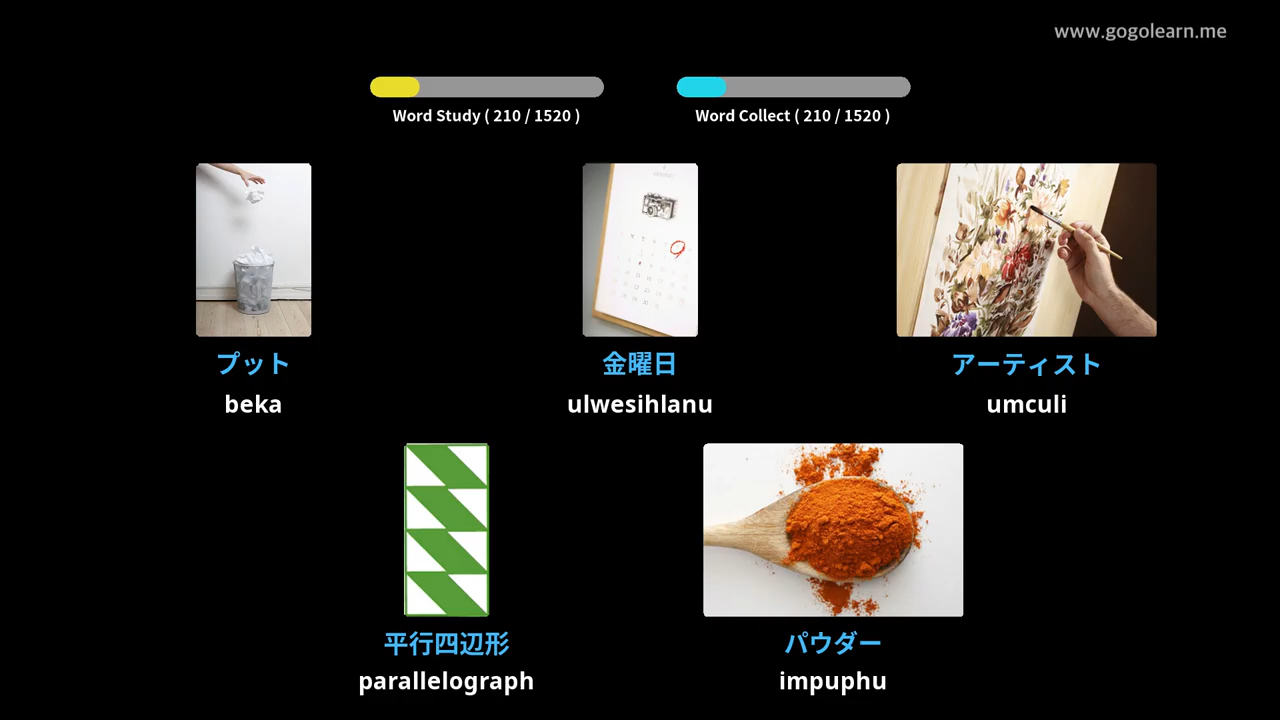 www.gogolearn.me
Word Study ( 210 / 1520 )
Word Collect ( 210 / 1520 )
プット
金曜日
アーティスト
beka
ulwesihlanu
umculi
平行四辺形
パウダー
parallelograph
impuphu